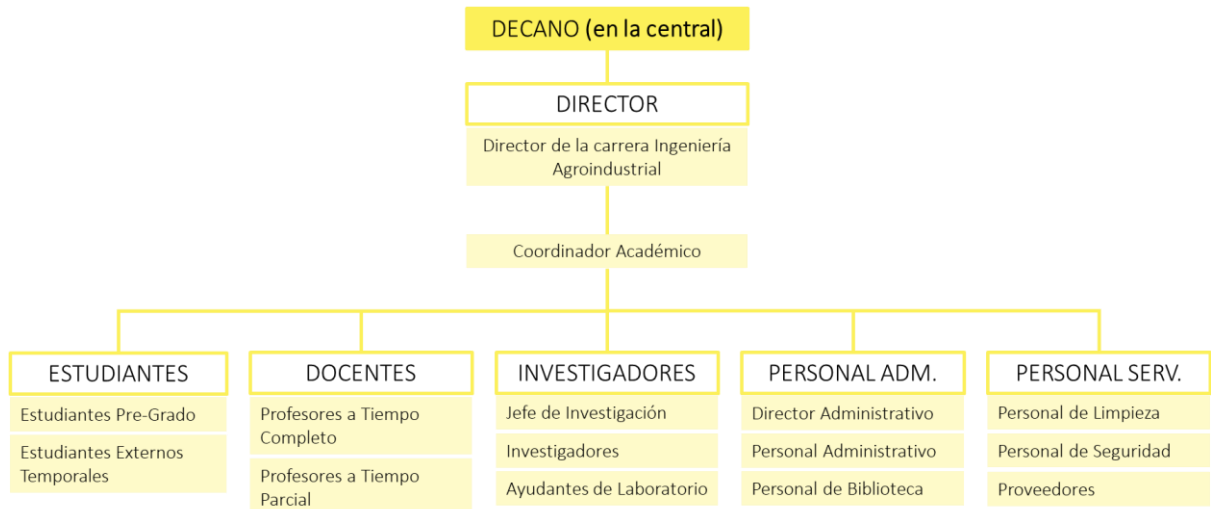 DECANO (en la central)
DIRECTOR
Director de la carrera Ingeniería
Agroindustrial
Coordinador Académico
ESTUDIANTES
Estudiantes Pre-Grado
Estudiantes Externos
Temporales
DOCENTES
Profesores a Tiempo
Completo
Profesores a Tiempo
Parcial
INVESTIGADORES
Jefe de Investigación
Investigadores
Ayudantes de Laboratorio
PERSONAL ADM.
Director Administrativo
Personal Administrativo
Personal de Biblioteca
PERSONAL SERV.
Personal de Limpieza
Personal de Seguridad
Proveedores